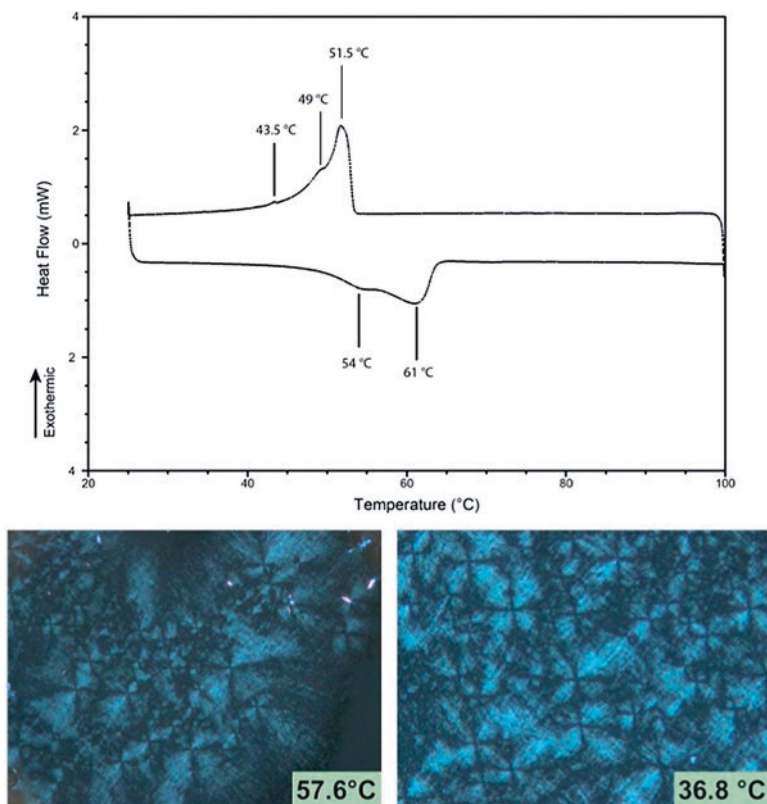 51.5 °C
49 °C
43.5 °C
4
2
0
2
4
Heat Flow (mW)
Exothermic
54 °C
61 °C
20
40
60
80
100
Temperature (°C)
57.6°C
36.8 °C